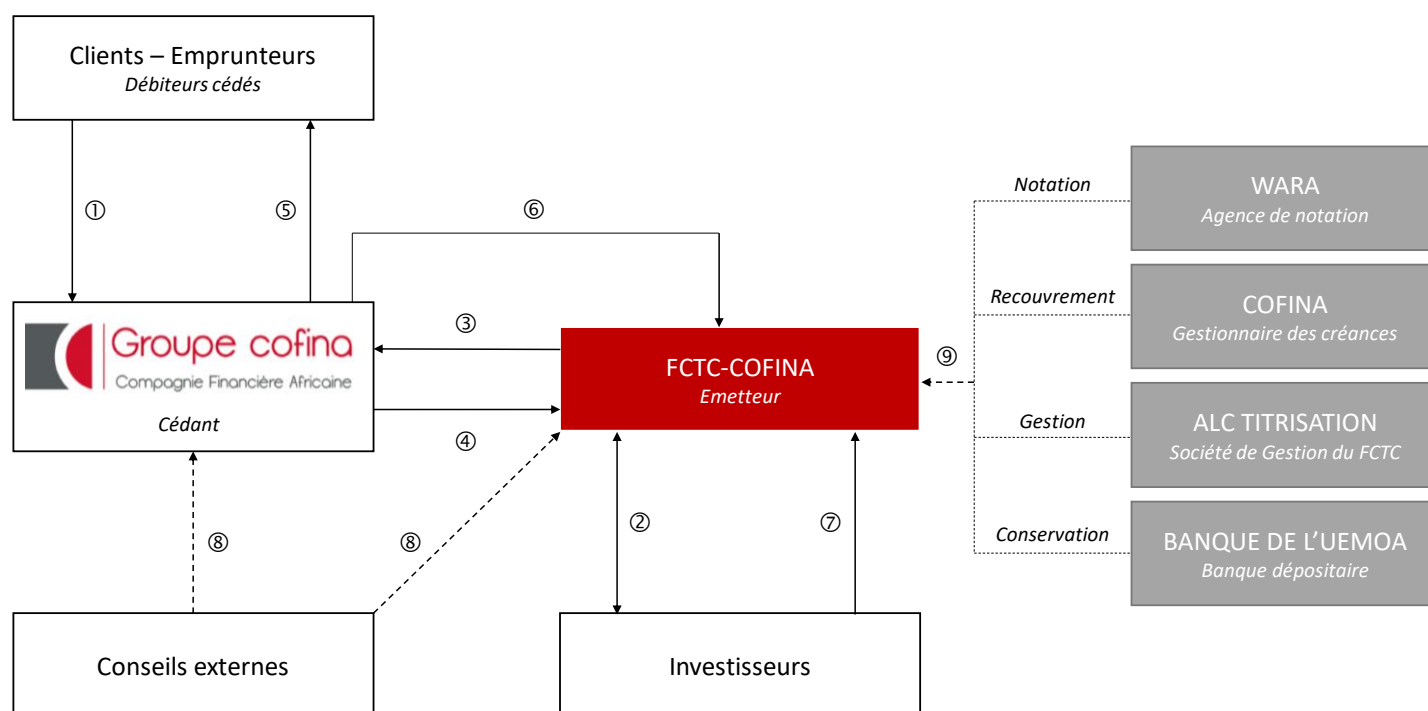 Clients – Emprunteurs
Débiteurs cédés
①
⑤
⑥
Groupe cofina
Compagnie Financière Africaine
Cédant
③
④
FCTC-COFINA
Emetteur
⑨
Notation
WARA
Agence de notation
Recouvrement
COFINA
Gestionnaire des créances
Gestion
ALC TITRISATION
Société de Gestion du FCTC
Conservation
BANQUE DE L’UEMOA
Banque dépositaire
⑧
⑧
②
⑦
Conseils externes
Investisseurs